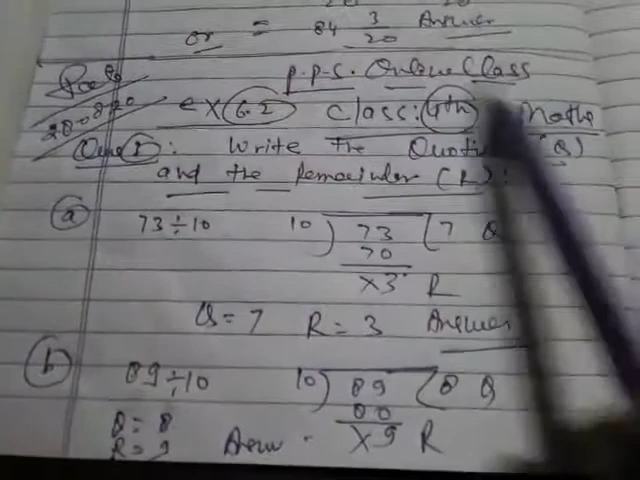 or = 84 3/20 Answer
P.P.S. Online Class
ex 6.2 Class: 4th Maths
Ques 1: Write the Quotient (Q)
and the Remainder (R):
(a) 73÷10 10) 73 (7 Q
70
x3 R
Q = 7 R = 3 Answer
(b) 89÷10 10) 89 (8 Q
80
Q = 8
R = 9 Answ. x9 R